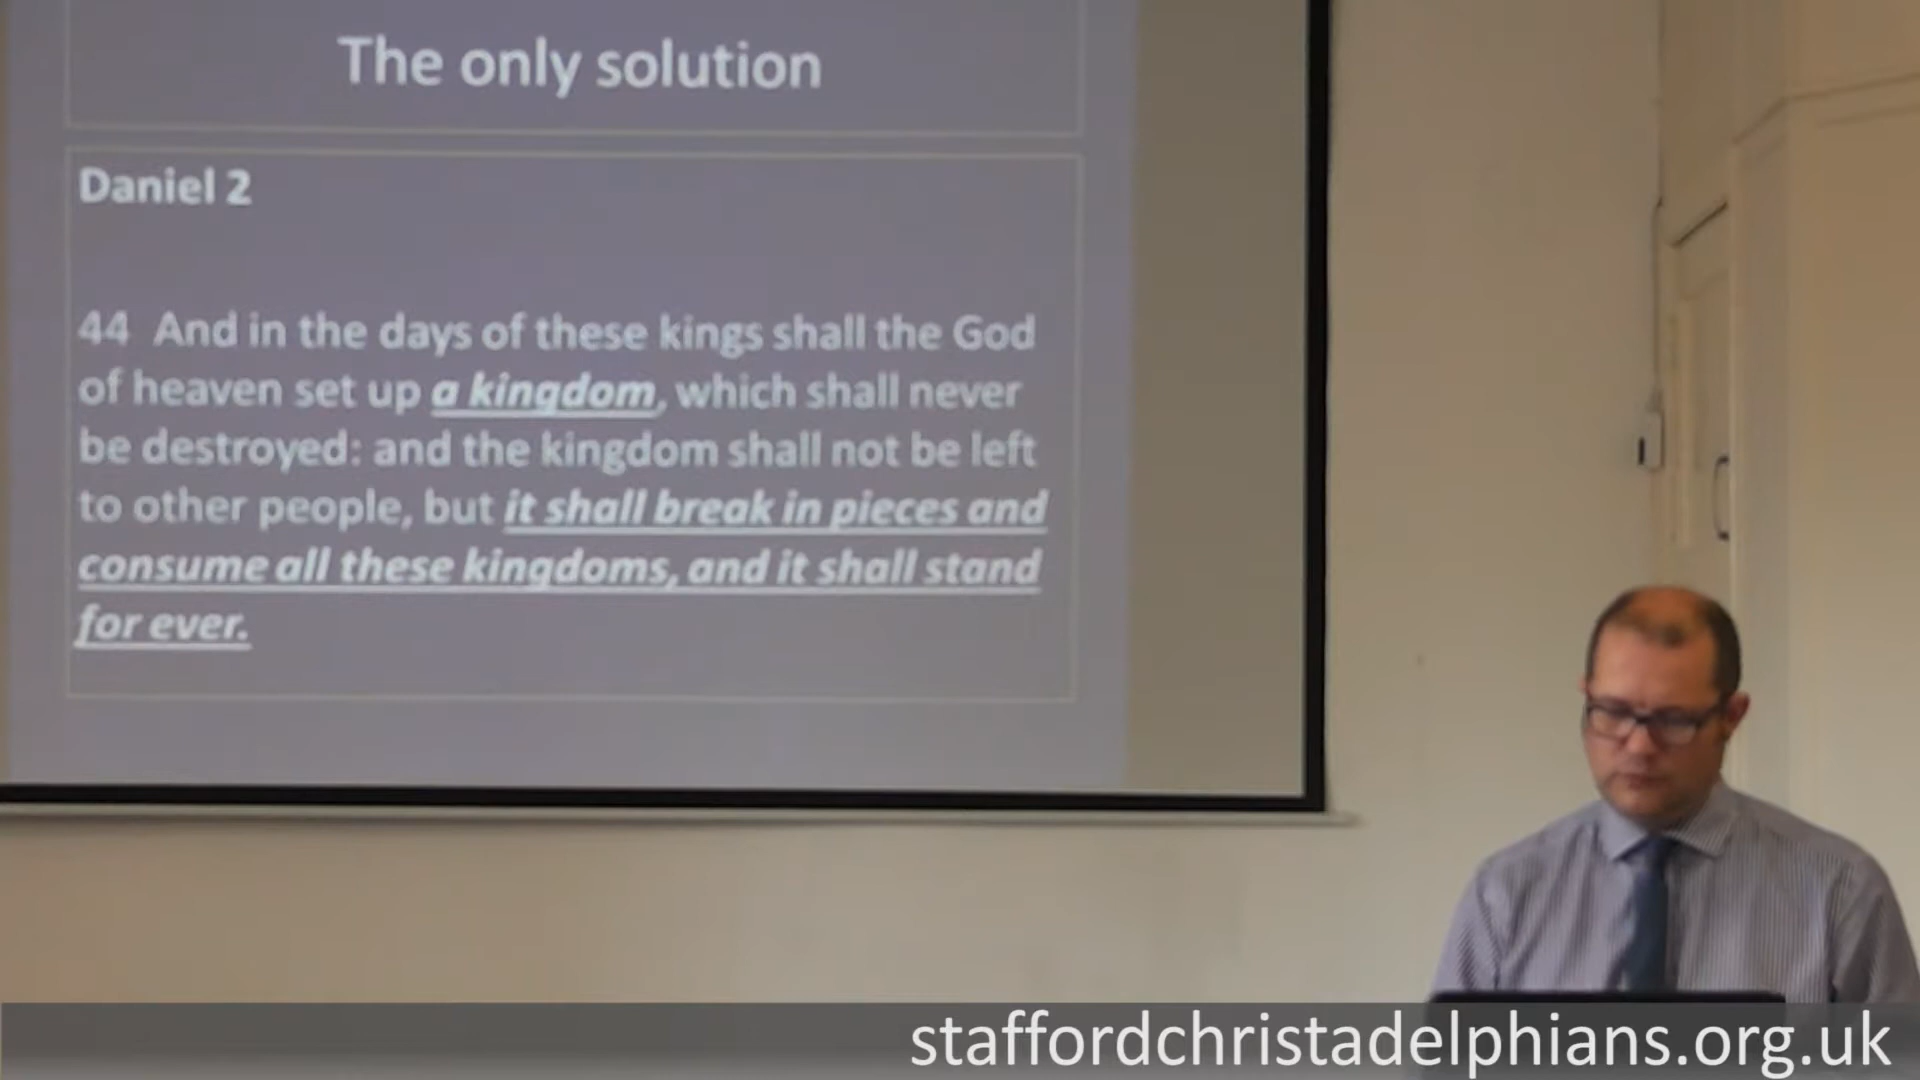 The only solution
Daniel 2
44 And in the days of these kings shall the God
of heaven set up a kingdom, which shall never
be destroyed: and the kingdom shall not be left
to other people, but it shall break in pieces and
consume all these kingdoms, and it shall stand
for ever.
staffordchristadelphians.org.uk